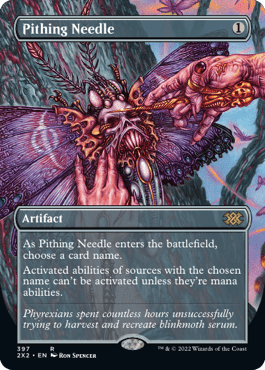 Pithing Needle 1
Artifact
As Pithing Needle enters the battlefield,
choose a card name.
Activated abilities of sources with the chosen
name can't be activated unless they're mana
abilities.
Phyrexians spent countless hours unsuccessfully
trying to harvest and recreate blinkmoth serum.
397 R
2X2 • EN RON SPENCER
™ & © 2022 Wizards of the Coast